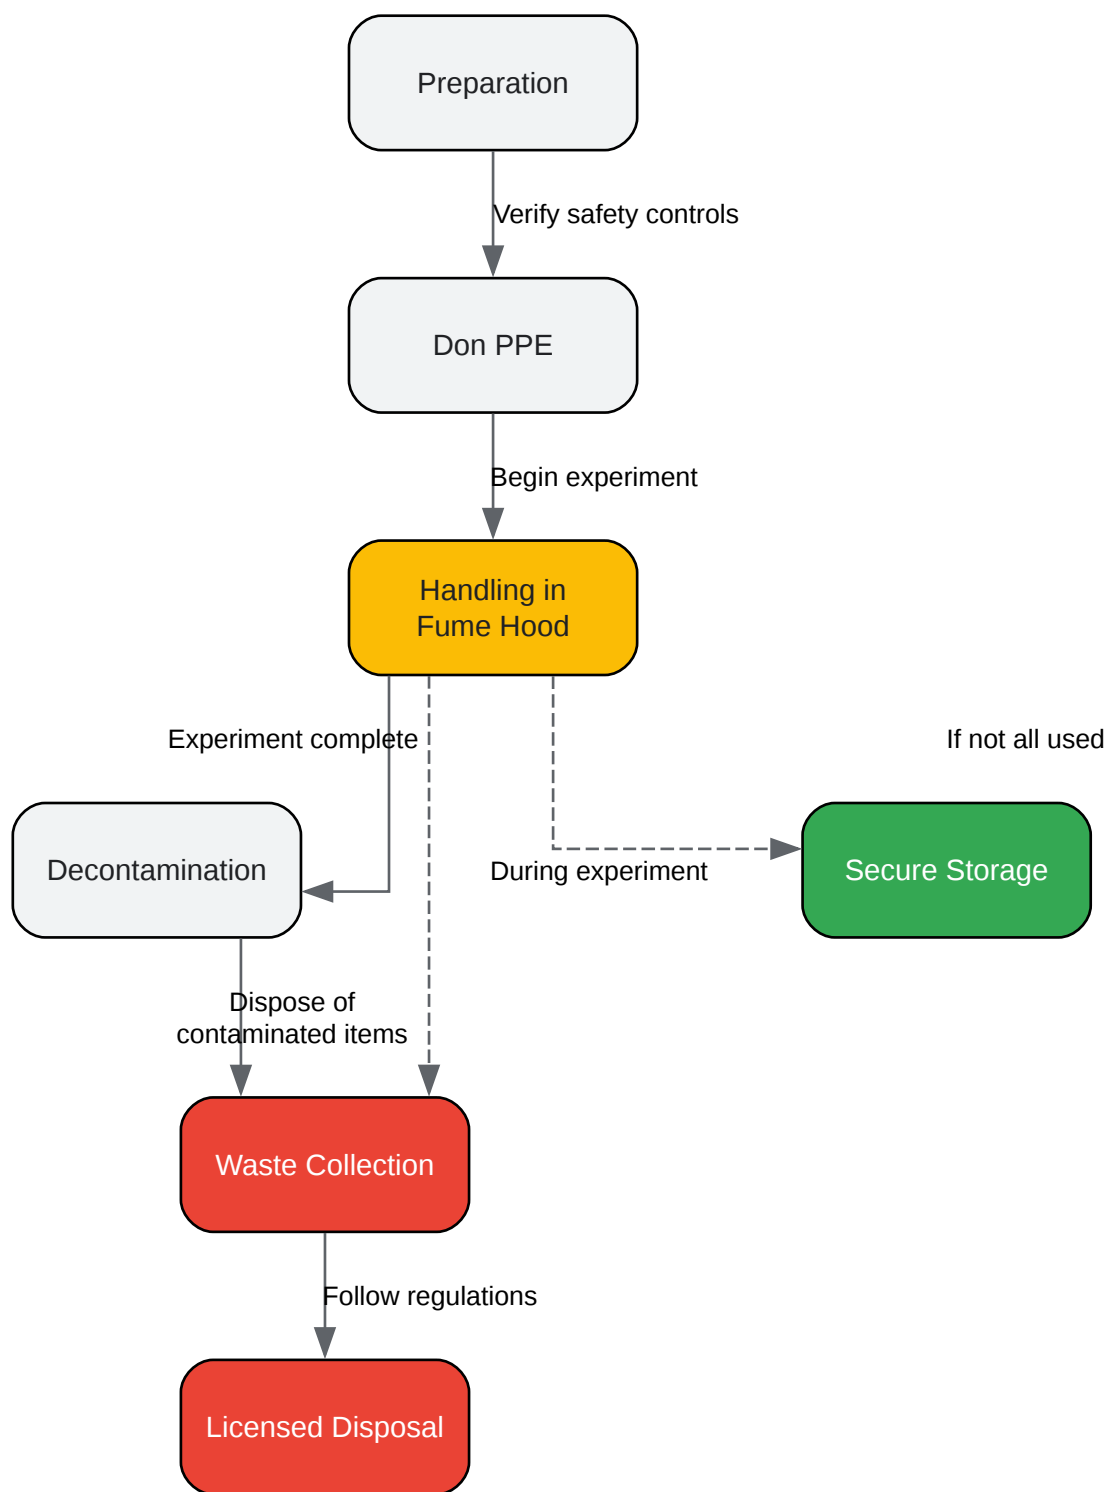 Preparation
Verify safety controls
Don PPE
Begin experiment
Handling in
Fume Hood
Experiment complete
If not all used
Decontamination
During experiment
Secure Storage
Dispose of
contaminated items
Waste Collection
Follow regulations
Licensed Disposal